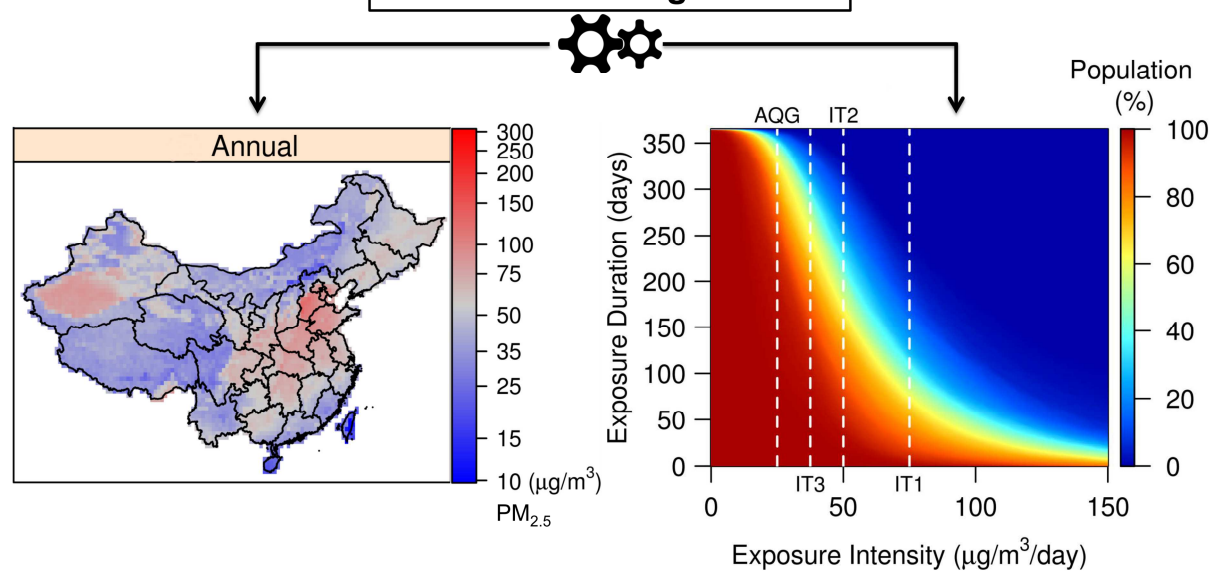 Annual
300
250
200
150
100
75
50
35
25
15
10 (μg/m³)
PM₂.₅
Population
(%)
AQG
IT2
Exposure Duration (days)
350
300
250
200
150
100
50
0
IT3
IT1
0
50
100
150
Exposure Intensity (μg/m³/day)
100
80
60
40
20
0